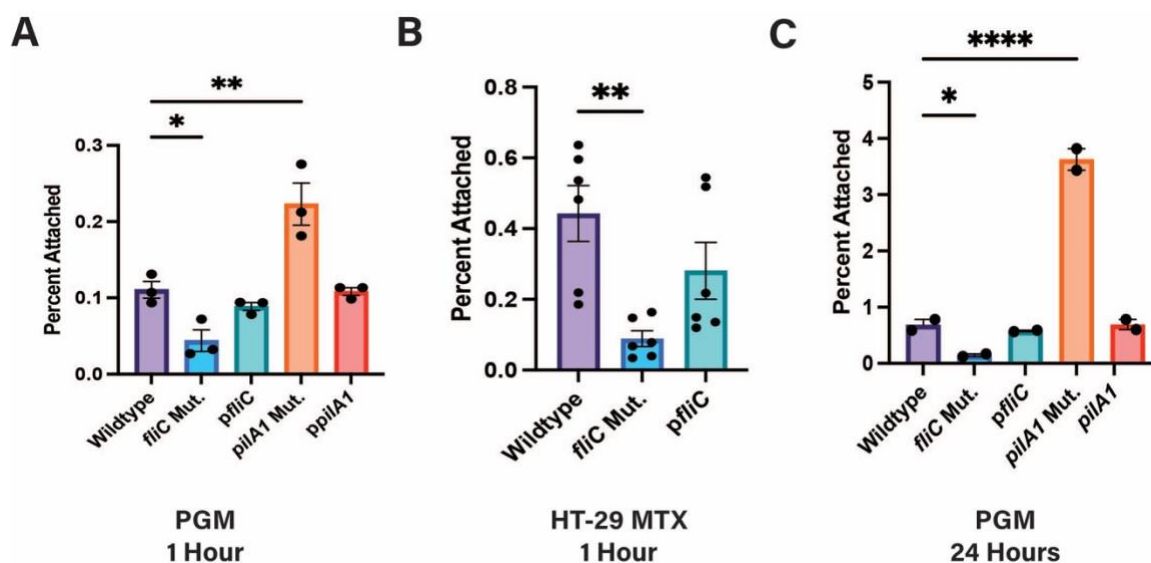 A
**
*
0.3
0.2
0.1
0.0
Percent Attached
Wildtype
fliC Mut.
pfliC
pilA1 Mut.
ppilA1
PGM
1 Hour
B
**
0.8
0.6
0.4
0.2
0.0
Percent Attached
Wildtype
fliC Mut.
pfliC
HT-29 MTX
1 Hour
C
****
*
5
4
3
2
1
0
Percent Attached
Wildtype
fliC Mut.
pfliC
pilA1 Mut.
pilA1
PGM
24 Hours